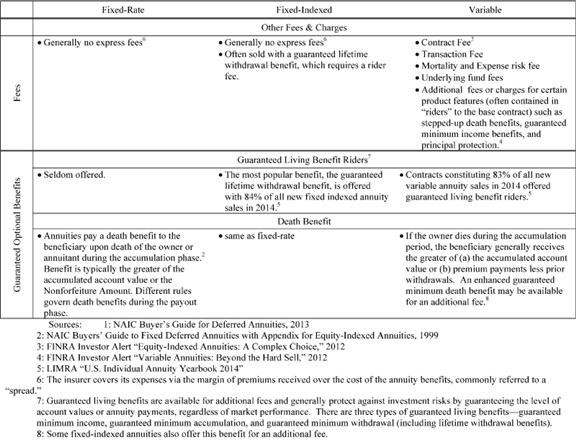 Fixed-Rate Fixed-Indexed Variable
Other Fees & Charges
Fees
• Generally no express fees6
• Generally no express fees6
• Often sold with a guaranteed lifetime
withdrawal benefit, which requires a rider
fee.
• Contract Fee7
• Transaction Fee
• Mortality and Expense risk fee
• Underlying fund fees
• Additional fees or charges for certain
product features (often contained in
"riders" to the base contract) such as
stepped-up death benefits, guaranteed
minimum income benefits, and
principal protection.4
Guaranteed Optional Benefits
Guaranteed Living Benefit Riders7
• Seldom offered.
• The most popular benefit, the guaranteed
lifetime withdrawal benefit, is offered
with 84% of all new fixed indexed annuity
sales in 2014.5
• Contracts constituting 83% of all new
variable annuity sales in 2014 offered
guaranteed living benefit riders.5
Death Benefit
• Annuities pay a death benefit to the
beneficiary upon death of the owner or
annuitant during the accumulation phase.2
Benefit is typically the greater of the
accumulated account value or the
Nonforfeiture Amount. Different rules
govern death benefits during the payout
phase.
• same as fixed-rate
• If the owner dies during the accumulation
period, the beneficiary generally receives
the greater of (a) the accumulated account
value or (b) premium payments less prior
withdrawals. An enhanced guaranteed
minimum death benefit may be available
for an additional fee.8
Sources: 1: NAIC Buyer's Guide for Deferred Annuities, 2013
2: NAIC Buyers' Guide to Fixed Deferred Annuities with Appendix for Equity-Indexed Annuities, 1999
3: FINRA Investor Alert "Equity-Indexed Annuities: A Complex Choice," 2012
4: FINRA Investor Alert "Variable Annuities: Beyond the Hard Sell," 2012
5: LIMRA "U.S. Individual Annuity Yearbook 2014"
6: The insurer covers its expenses via the margin of premiums received over the cost of the annuity benefits, commonly referred to a
"spread."
7: Guaranteed living benefits are available for additional fees and generally protect against investment risks by guaranteeing the level of
account values or annuity payments, regardless of market performance. There are three types of guaranteed living benefits—guaranteed
minimum income, guaranteed minimum accumulation, and guaranteed minimum withdrawal (including lifetime withdrawal benefits).
8: Some fixed-indexed annuities also offer this benefit for an additional fee.